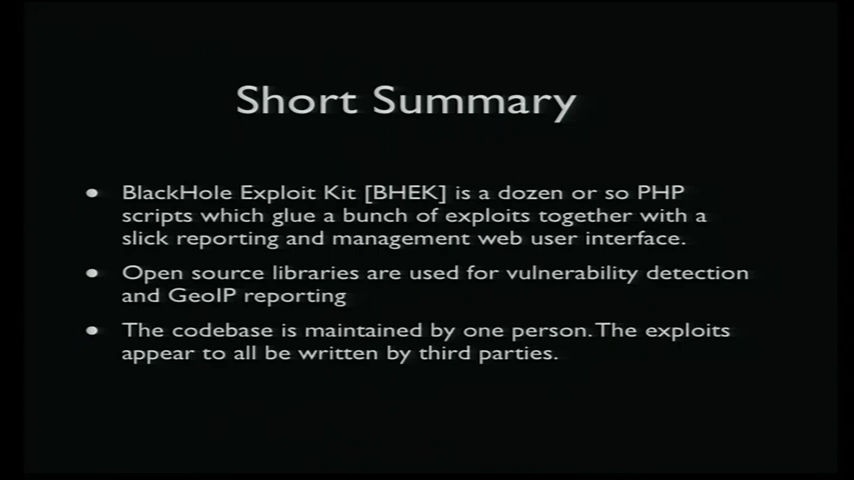 Short Summary
• BlackHole Exploit Kit [BHEK] is a dozen or so PHP
scripts which glue a bunch of exploits together with a
slick reporting and management web user interface.
• Open source libraries are used for vulnerability detection
and GeoIP reporting
• The codebase is maintained by one person. The exploits
appear to all be written by third parties.